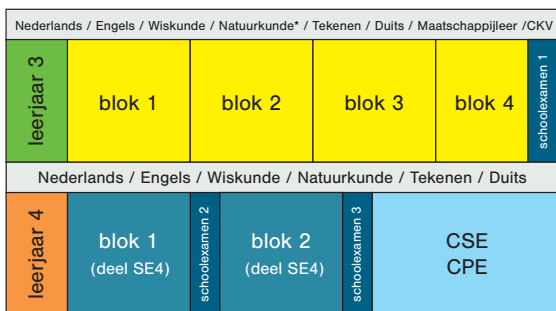 Nederlands / Engels / Wiskunde / Natuurkunde* / Tekenen / Duits / Maatschappijleer /CKV
leerjaar 3
blok 1
blok 2
blok 3
blok 4
schoolexamen 1
Nederlands / Engels / Wiskunde / Natuurkunde / Tekenen / Duits
leerjaar 4
blok 1
(deel SE4)
schoolexamen 2
blok 2
(deel SE4)
schoolexamen 3
CSE
CPE